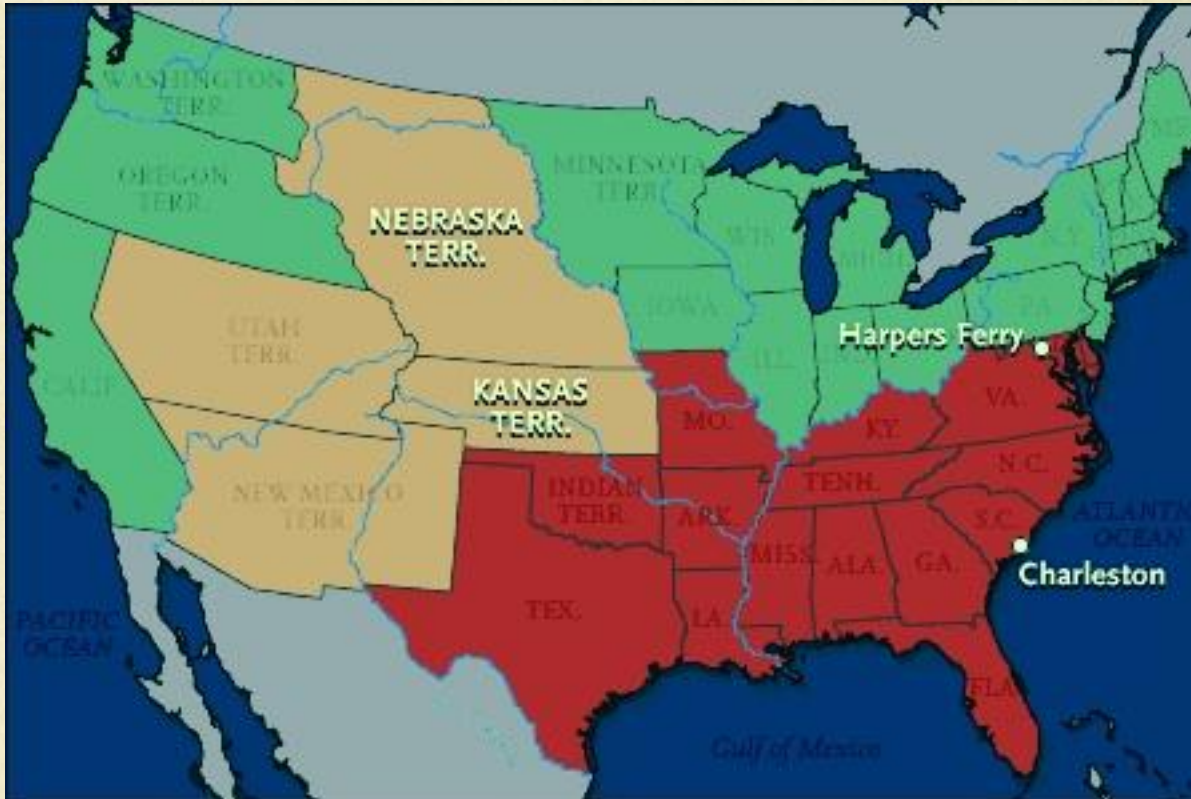 WASHINGTON
TERR.
OREGON
TERR.
NEBRASKA
TERR.
MINNESOTA
TERR.
WIS.
MICH.
N.Y.
PA.
IOWA
ILL.
UTAH
TERR.
CALIF.
Harpers Ferry
KANSAS
TERR.
MO.
KY.
VA.
N.C.
TENH.
NEW MEXICO
TERR.
INDIAN
TERR.
ARK.
S.C.
MISS.
ALA.
GA.
Charleston
TEX.
LA.
FLA.
PACIFIC
OCEAN
ATLANTIC
OCEAN
Gulf of Mexico